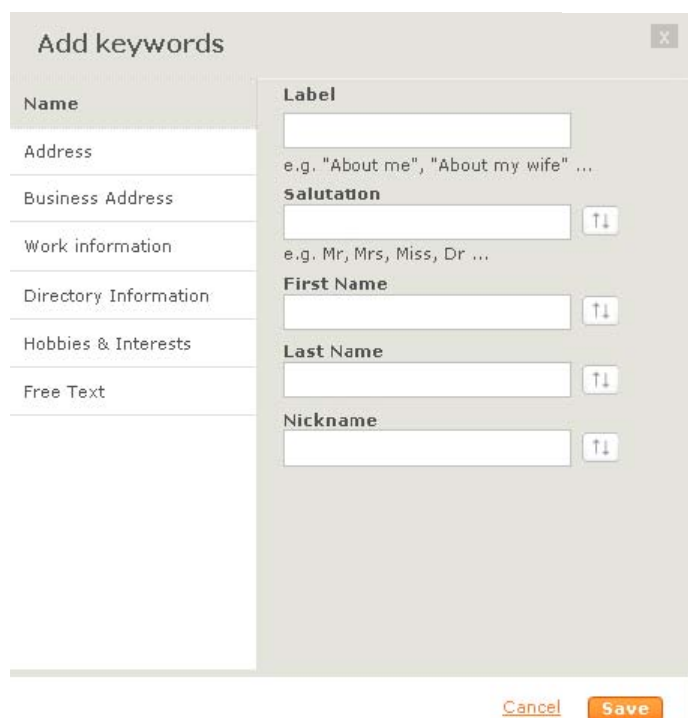 Add keywords
X
Name
Address
Business Address
Work information
Directory Information
Hobbies & Interests
Free Text
Label
e.g. "About me", "About my wife" ...
Salutation
e.g. Mr, Mrs, Miss, Dr ...
First Name
Last Name
Nickname
Cancel
Save